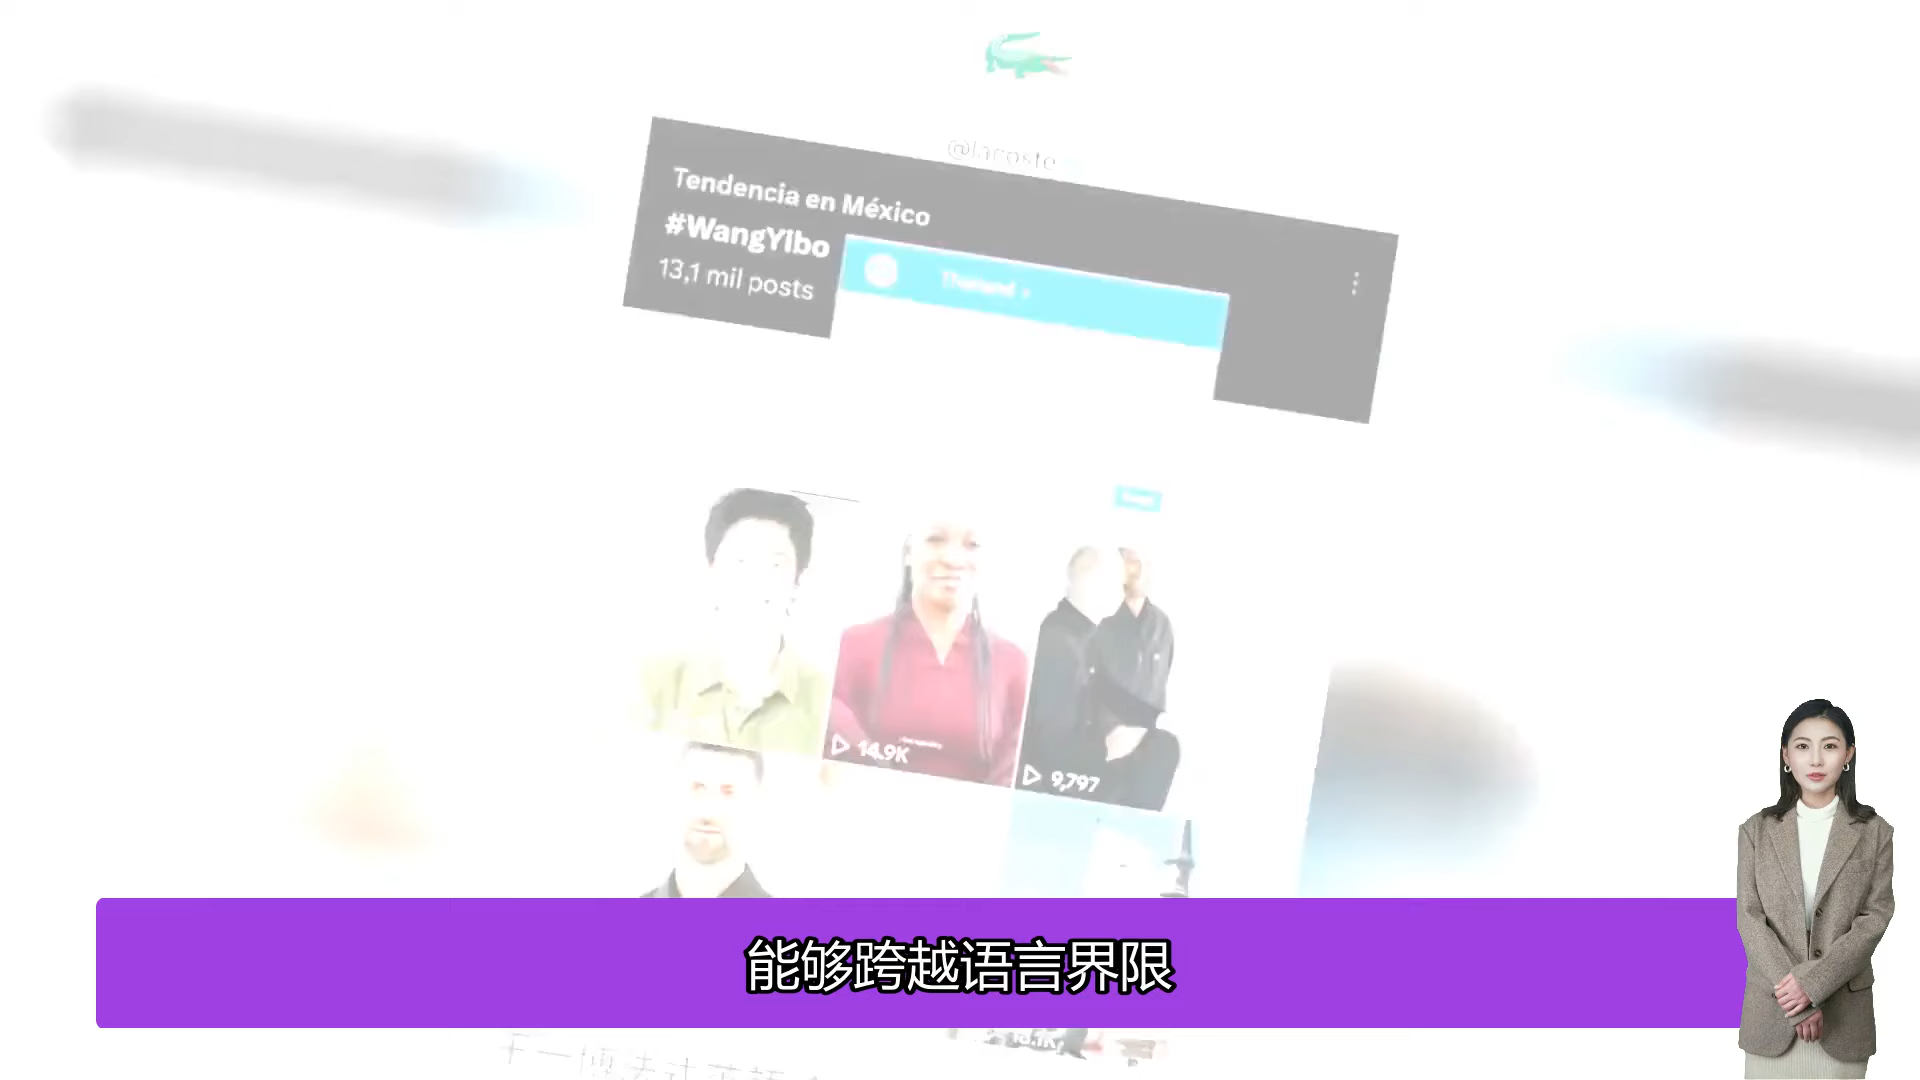 @lacoste
Tendencia en México
#WangYibo
13,1 mil posts
Thailand
14.9K
9,797
能够跨越语言界限